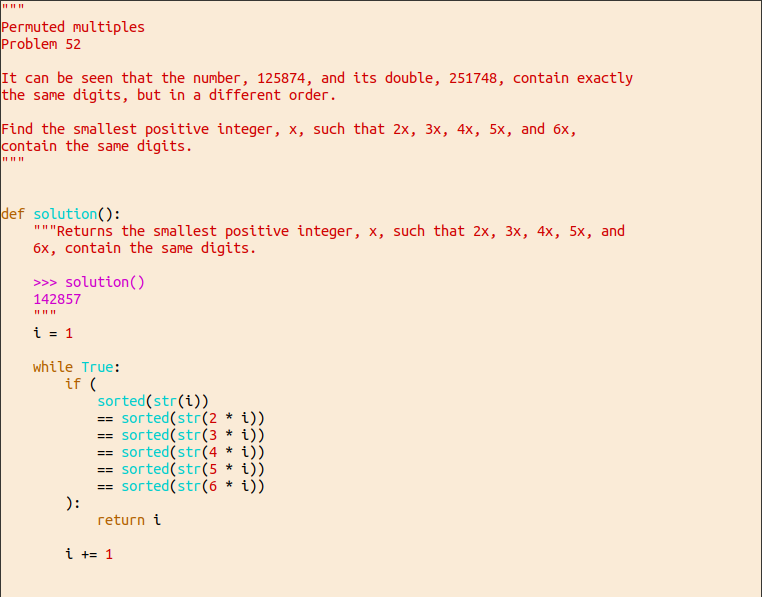 """
Permuted multiples
Problem 52

It can be seen that the number, 125874, and its double, 251748, contain exactly
the same digits, but in a different order.

Find the smallest positive integer, x, such that 2x, 3x, 4x, 5x, and 6x,
contain the same digits.
"""


def solution():
    """Returns the smallest positive integer, x, such that 2x, 3x, 4x, 5x, and
    6x, contain the same digits.

    >>> solution()
    142857
    """
    i = 1

    while True:
        if (
            sorted(str(i))
            == sorted(str(2 * i))
            == sorted(str(3 * i))
            == sorted(str(4 * i))
            == sorted(str(5 * i))
            == sorted(str(6 * i))
        ):
            return i

        i += 1